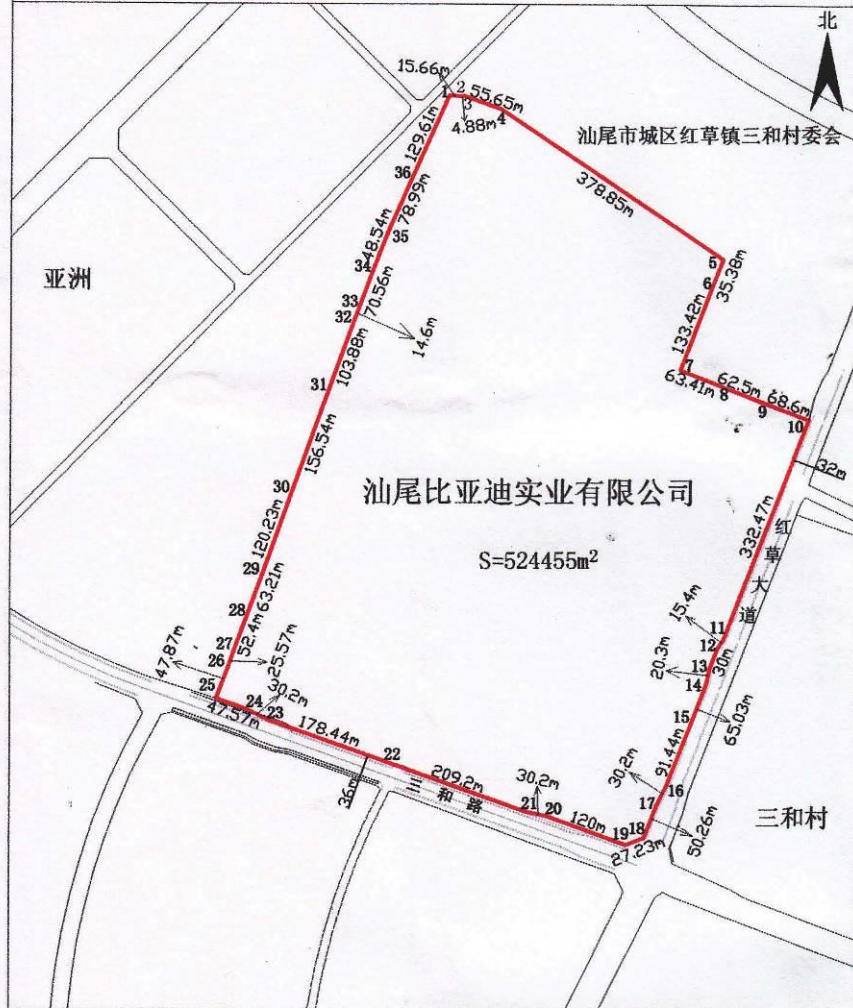 北
15.66m
1
2
55.65m
3
4
4.88m
汕尾市城区红草镇三和村委会
129.61m
36
378.85m
78.99m
35
48.54m
34
亚洲
5
6
35.38m
70.56m
33
32
14.6m
133.42m
103.88m
7
63.41m
62.5m
8
68.6m
9
10
31
156.54m
32m
汕尾比亚迪实业有限公司
30
332.47m
红草大道
S=524455m²
120.23m
29
63.21m
15.4m
11
12
30m
28
52.4m
27
20.3m
13
14
47.87m
26
25.57m
25
30.2m
24
23
47.57m
15
65.03m
178.44m
91.44m
22
30.2m
16
209.2m
36m
三和路
30.2m
21
20
17
120m
18
19
50.26m
27.23m
三和村